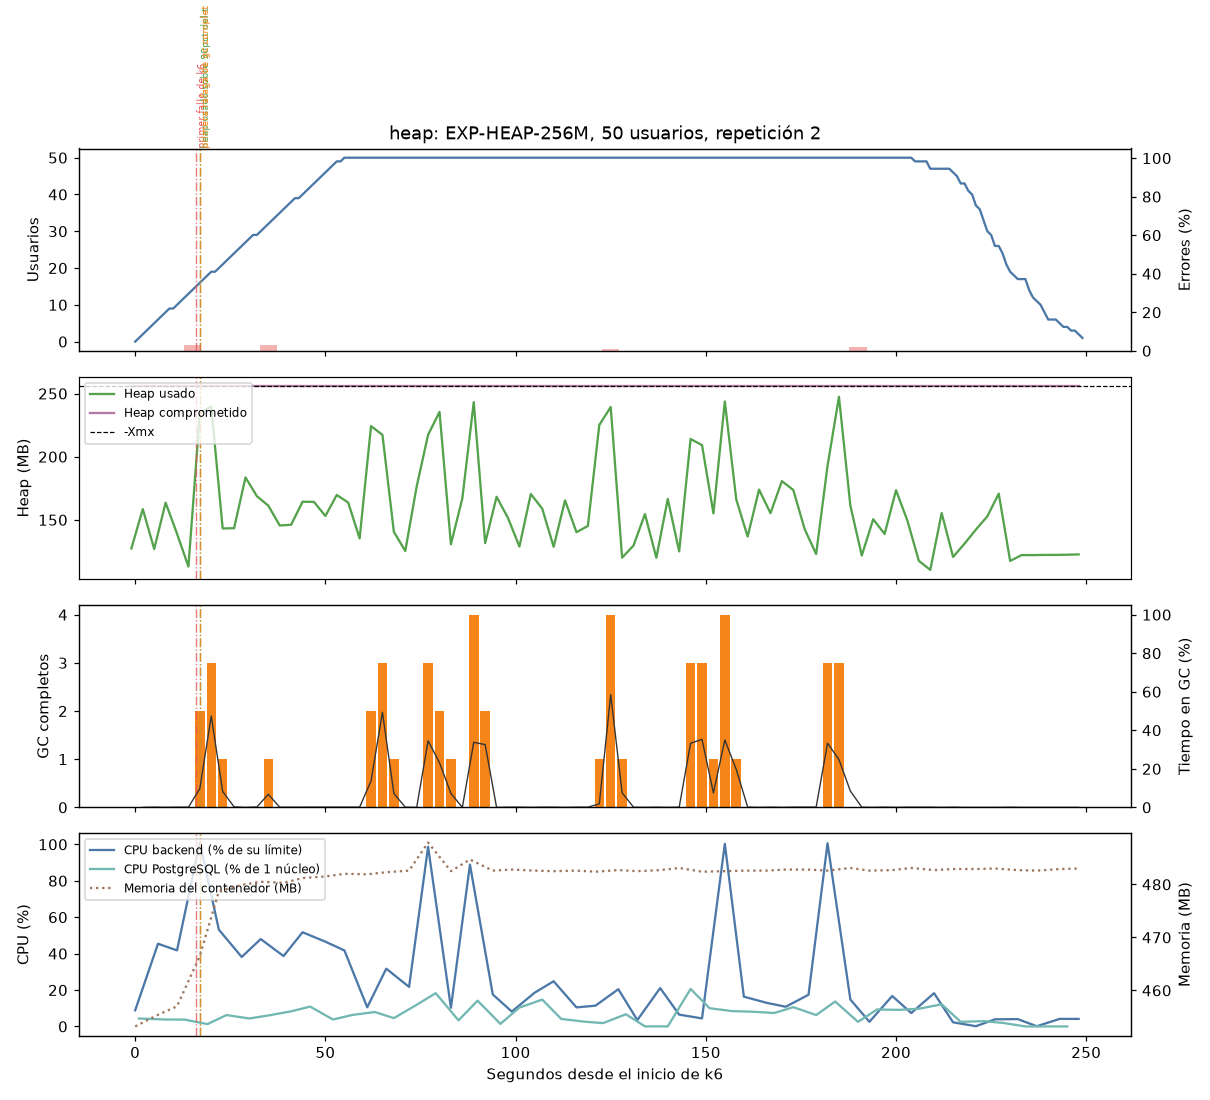 heap: EXP-HEAP-256M, 50 usuarios, repetición 2
Usuarios
50
40
30
20
10
0
Errores (%)
100
80
60
40
20
0
Heap (MB)
250
200
150
Heap usado
Heap comprometido
-Xmx
GC completos
4
3
2
1
0
Tiempo en GC (%)
100
80
60
40
20
0
CPU (%)
100
80
60
40
20
0
CPU backend (% de su límite)
CPU PostgreSQL (% de 1 núcleo)
Memoria del contenedor (MB)
Memoria (MB)
480
470
460
0
50
100
150
200
250
Segundos desde el inicio de k6